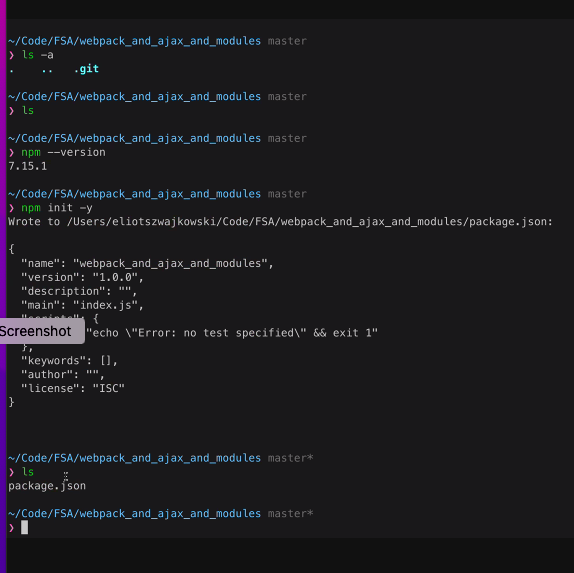 ~/Code/FSA/webpack_and_ajax_and_modules master
❯ ls -a
. .. .git
~/Code/FSA/webpack_and_ajax_and_modules master
❯ ls
~/Code/FSA/webpack_and_ajax_and_modules master
❯ npm --version
7.15.1
~/Code/FSA/webpack_and_ajax_and_modules master
❯ npm init -y
Wrote to /Users/eliotszwajkowski/Code/FSA/webpack_and_ajax_and_modules/package.json:
{
"name": "webpack_and_ajax_and_modules",
"version": "1.0.0",
"description": "",
"main": "index.js",
{
Screenshot
"echo \"Error: no test specified\" && exit 1"
},
"keywords": [],
"author": "",
"license": "ISC"
}
~/Code/FSA/webpack_and_ajax_and_modules master*
❯ ls
package.json
~/Code/FSA/webpack_and_ajax_and_modules master*
❯